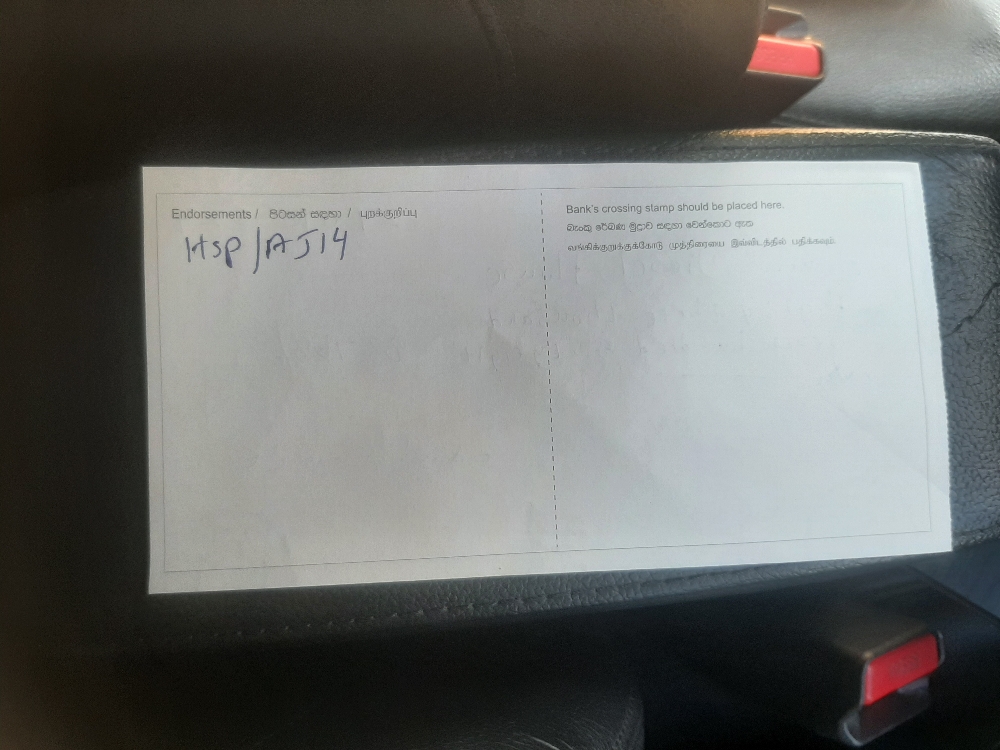 Endorsements / පිටසන් සඳහා / புறக்குறிப்பு
HSP/AJ14
Bank's crossing stamp should be placed here.
බැංකු රේඛණ මුද්‍රාව සඳහා වෙන්කොට ඇත
வங்கிக்குறுக்குக்கோடு முத்திரையை இவ்விடத்தில் பதிக்கவும்.